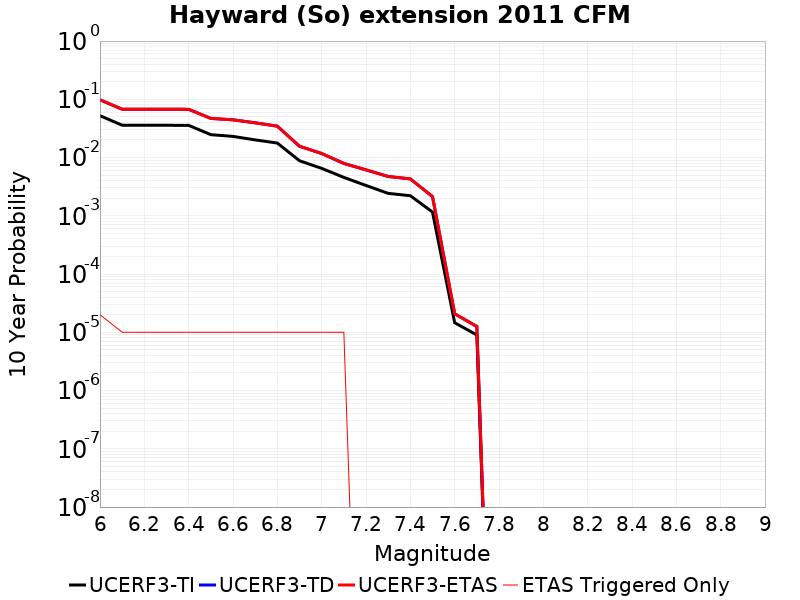 Hayward (So) extension 2011 CFM
10 Year Probability
10^0
10^-1
10^-2
10^-3
10^-4
10^-5
10^-6
10^-7
10^-8
6 6.2 6.4 6.6 6.8 7 7.2 7.4 7.6 7.8 8 8.2 8.4 8.6 8.8 9
Magnitude
UCERF3-TI UCERF3-TD UCERF3-ETAS ETAS Triggered Only